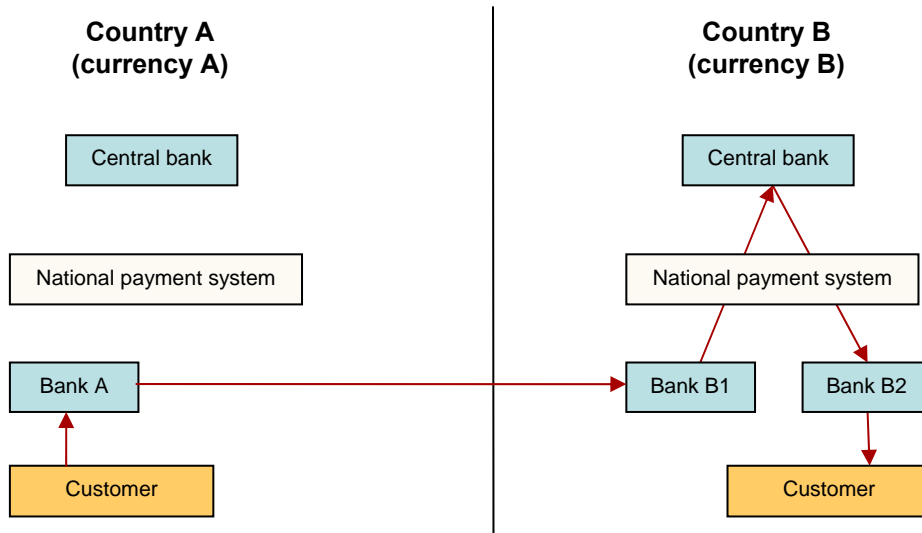 Country A
(currency A)
Country B
(currency B)
Central bank
Central bank
National payment system
National payment system
Bank A
Bank B1
Bank B2
Customer
Customer